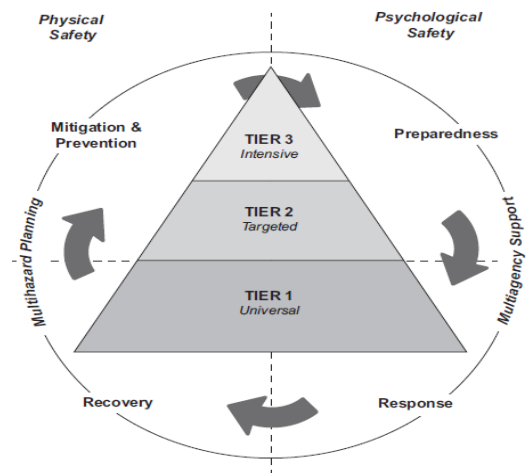 Physical
Safety
Psychological
Safety
Mitigation &
Prevention
Preparedness
TIER 3
Intensive
TIER 2
Targeted
Multihazard Planning
Multiagency Support
TIER 1
Universal
Recovery
Response